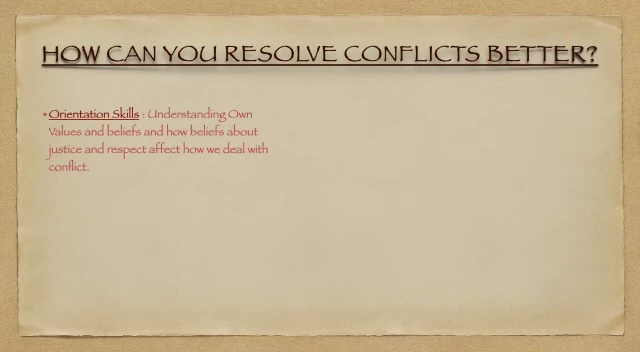 HOW CAN YOU RESOLVE CONFLICTS BETTER?
• Orientation Skills : Understanding Own
Values and beliefs and how beliefs about
justice and respect affect how we deal with
conflict.